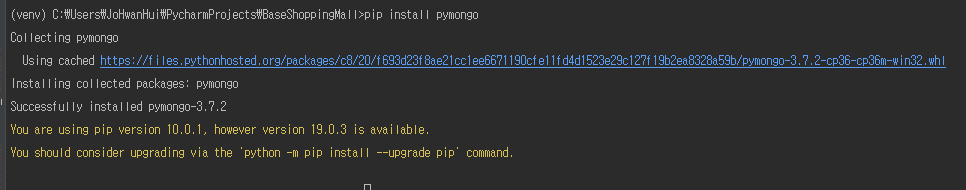 (venv) C:₩Users₩JoHwanHui₩PycharmProjects₩BaseShoppingMall>pip install pymongo
Collecting pymongo
Using cached https://files.pythonhosted.org/packages/c8/20/f693d23f8ae21cc1ee6671190cfe11fd4d1523e29c127f19b2ea8328a59b/pymongo-3.7.2-cp36-cp36m-win32.whl
Installing collected packages: pymongo
Successfully installed pymongo-3.7.2
You are using pip version 10.0.1, however version 19.0.3 is available.
You should consider upgrading via the 'python -m pip install --upgrade pip' command.